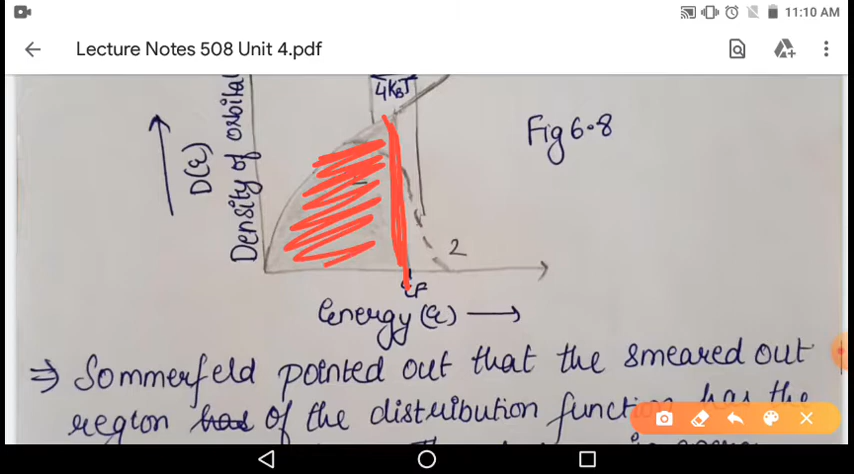 11:10 AM
Lecture Notes 508 Unit 4.pdf
4KBT
D(ε)
Density of orbital
Fig 6.8
2
εF
Energy (ε)
⇒ Sommerfeld pointed out that the smeared out
region has of the distribution function has the